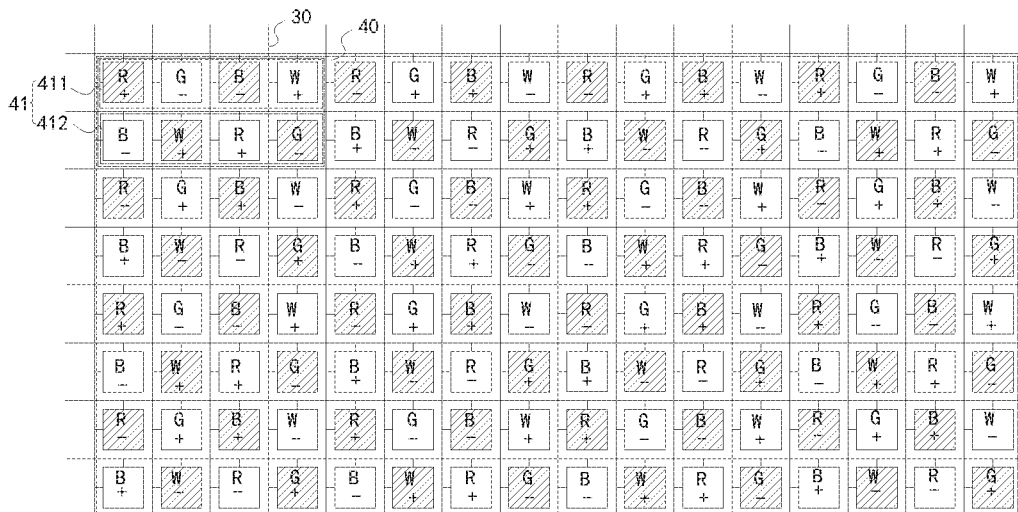 30
40
R G B W R G B W R G B W R G B W
411
+ - - + - + + - - + + - + - - +
41
412
B W R G B W R G B W R G B W R G
- + + - + - - + + - - + - + + -
R G B W R G B W R G B W R G B W
- + + - + - - + + - - + - + + -
B W R G B W R G B W R G B W R G
+ - - + - + + - - + + - + - - +
R G B W R G B W R G B W R G B W
+ - - + - + + - - + + - + - - +
B W R G B W R G B W R G B W R G
- + + - + - - + + - - + - + + -
R G B W R G B W R G B W R G B W
- + + - + - - + + - - + - + + -
B W R G B W R G B W R G B W R G
+ - - + - + + - - + + - + - - +